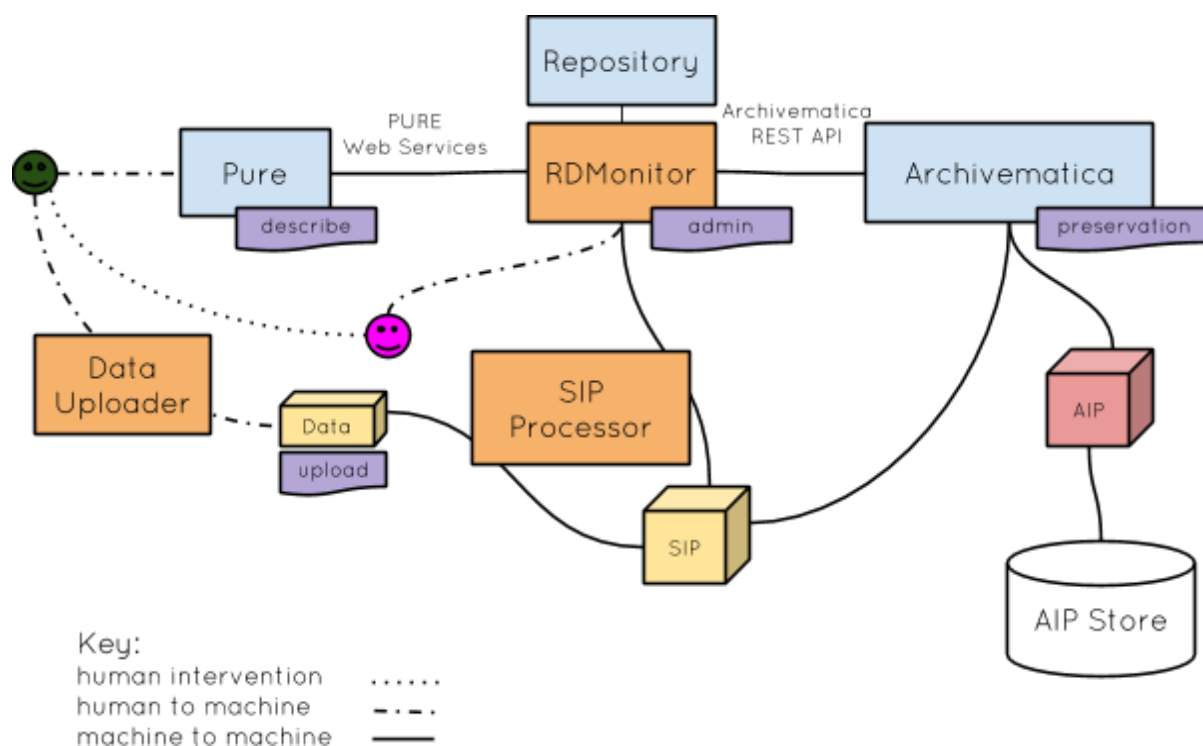 Repository
PURE
Web Services
Archivematica
REST API
Pure
RDMonitor
Archivematica
describe
admin
preservation
Data
Uploader
Data
upload
SIP
Processor
SIP
AIP
AIP Store
Key:
human intervention
human to machine
machine to machine